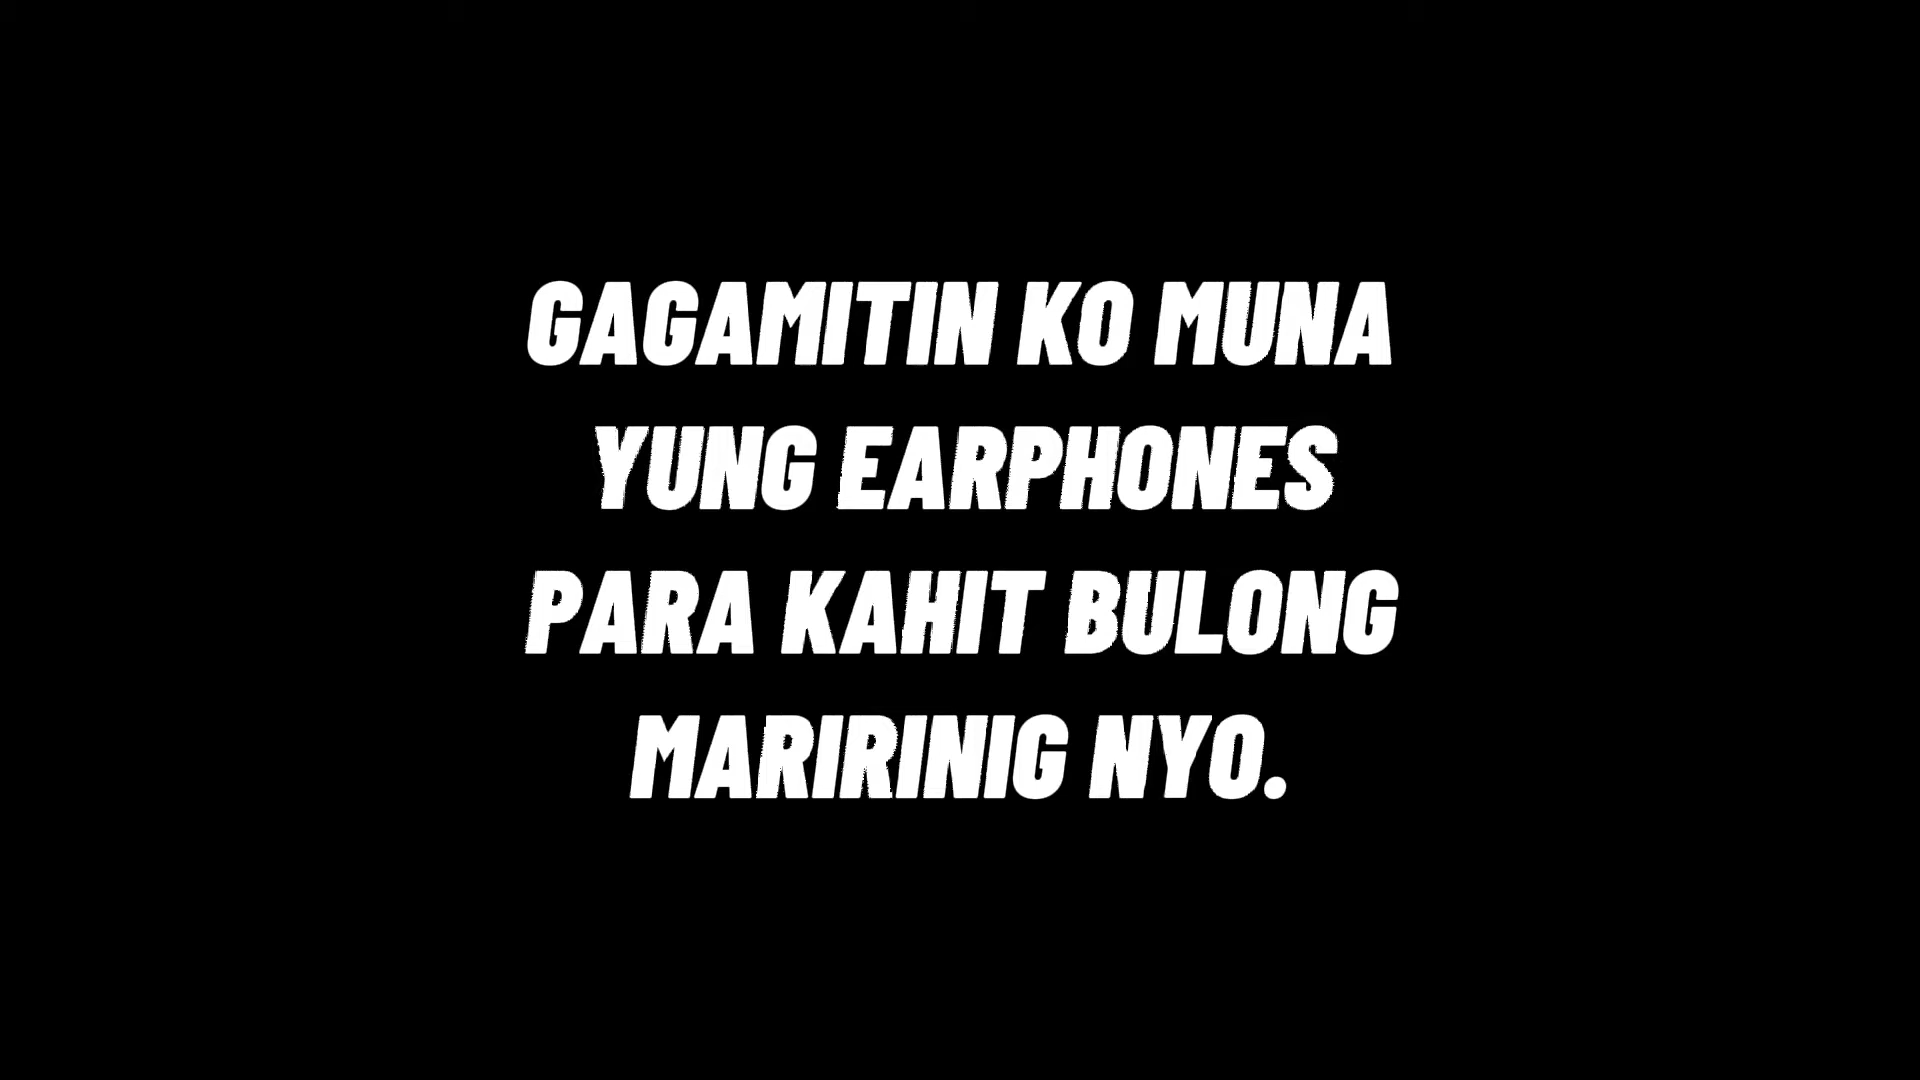 GAGAMITIN KO MUNA
YUNG EARPHONES
PARA KAHIT BULONG
MARIRINIG NYO.